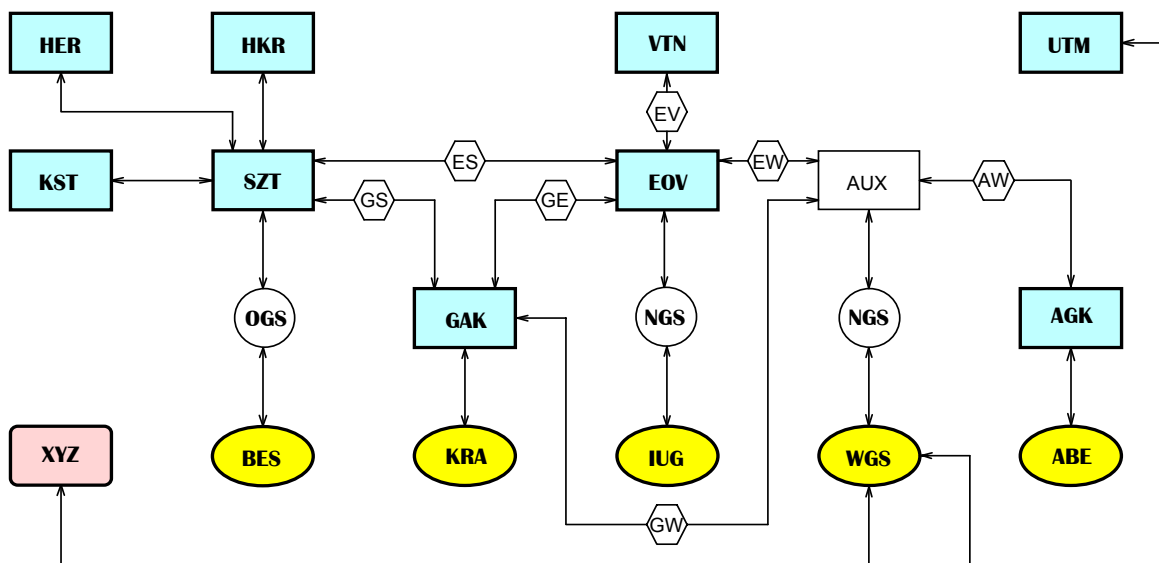 HER
HKR
VTN
UTM
EV
KST
SZT
ES
EOV
EW
AUX
AW
GS
GE
OGS
GAK
NGS
NGS
AGK
XYZ
BES
KRA
IUG
WGS
ABE
GW